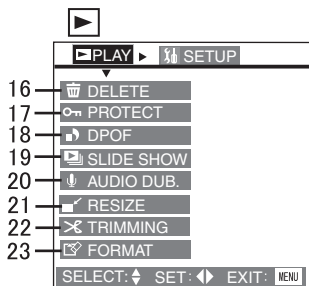 PLAY SETUP
16 DELETE
17 PROTECT
18 DPOF
19 SLIDE SHOW
20 AUDIO DUB.
21 RESIZE
22 TRIMMING
23 FORMAT
SELECT: SET: EXIT: MENU